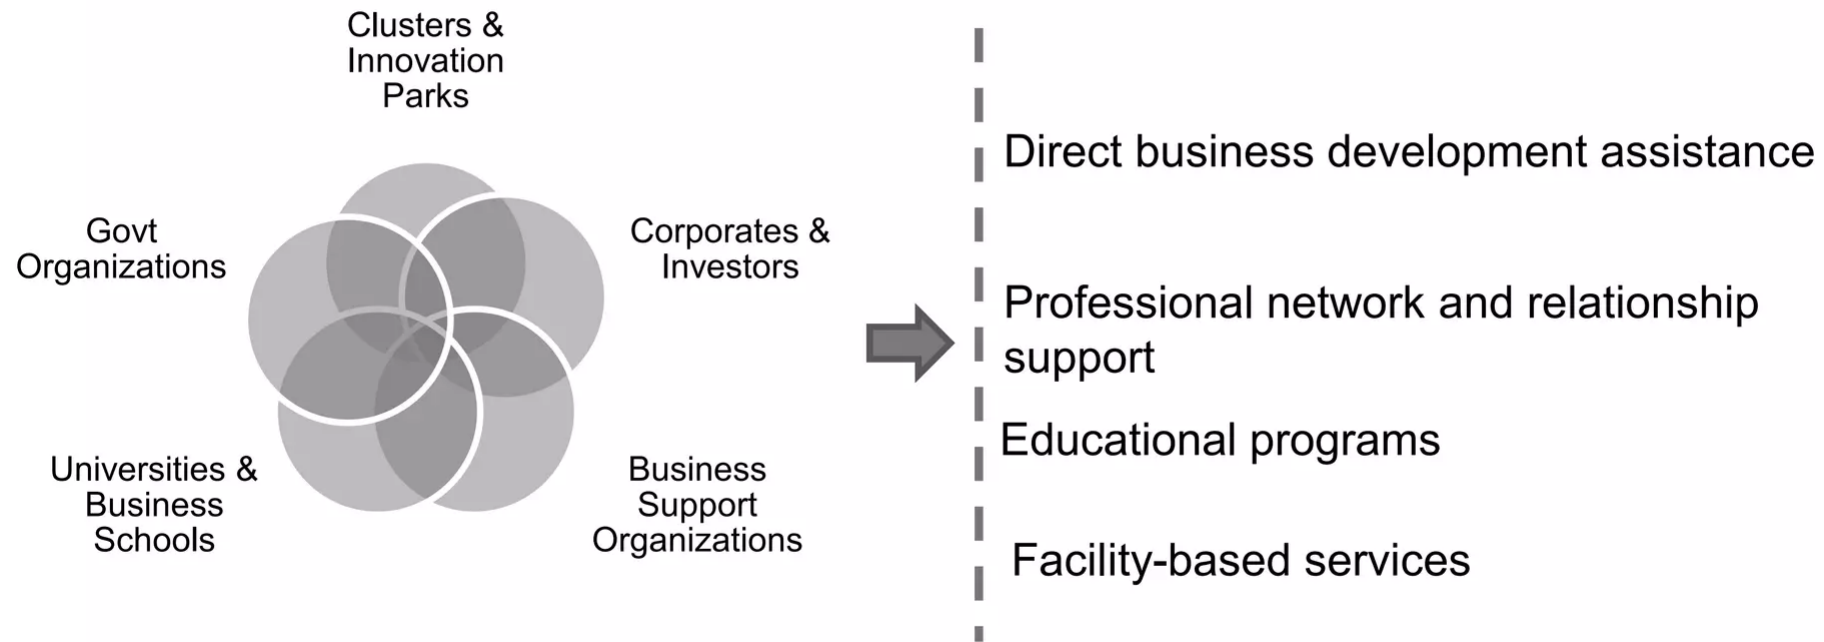 Clusters &
Innovation
Parks
Govt
Organizations
Corporates &
Investors
Universities &
Business
Schools
Business
Support
Organizations
Direct business development assistance
Professional network and relationship
support
Educational programs
Facility-based services